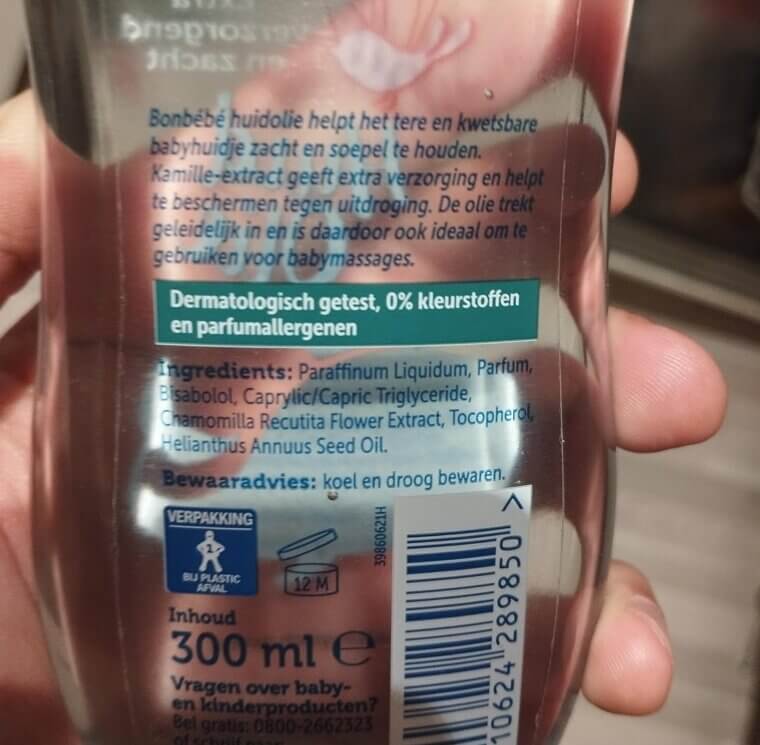 Bonbébé huidolie helpt het tere en kwetsbare
babyhuidje zacht en soepel te houden.
Kamille-extract geeft extra verzorging en helpt
te beschermen tegen uitdroging. De olie trekt
geleidelijk in en is daardoor ook ideaal om te
gebruiken voor babymassages.
Dermatologisch getest, 0% kleurstoffen
en parfumallergenen
Ingredients: Paraffinum Liquidum, Parfum,
Bisabolol, Caprylic/Capric Triglyceride,
Chamomilla Recutita Flower Extract, Tocopherol,
Helianthus Annuus Seed Oil.
Bewaaradvies: koel en droog bewaren.
VERPAKKING
BIJ PLASTIC
AFVAL
12 M
39860621H
10624 289850 >
Inhoud
300 ml e
Vragen over baby-
en kinderproducten?
Bel gratis: 0800-2662323